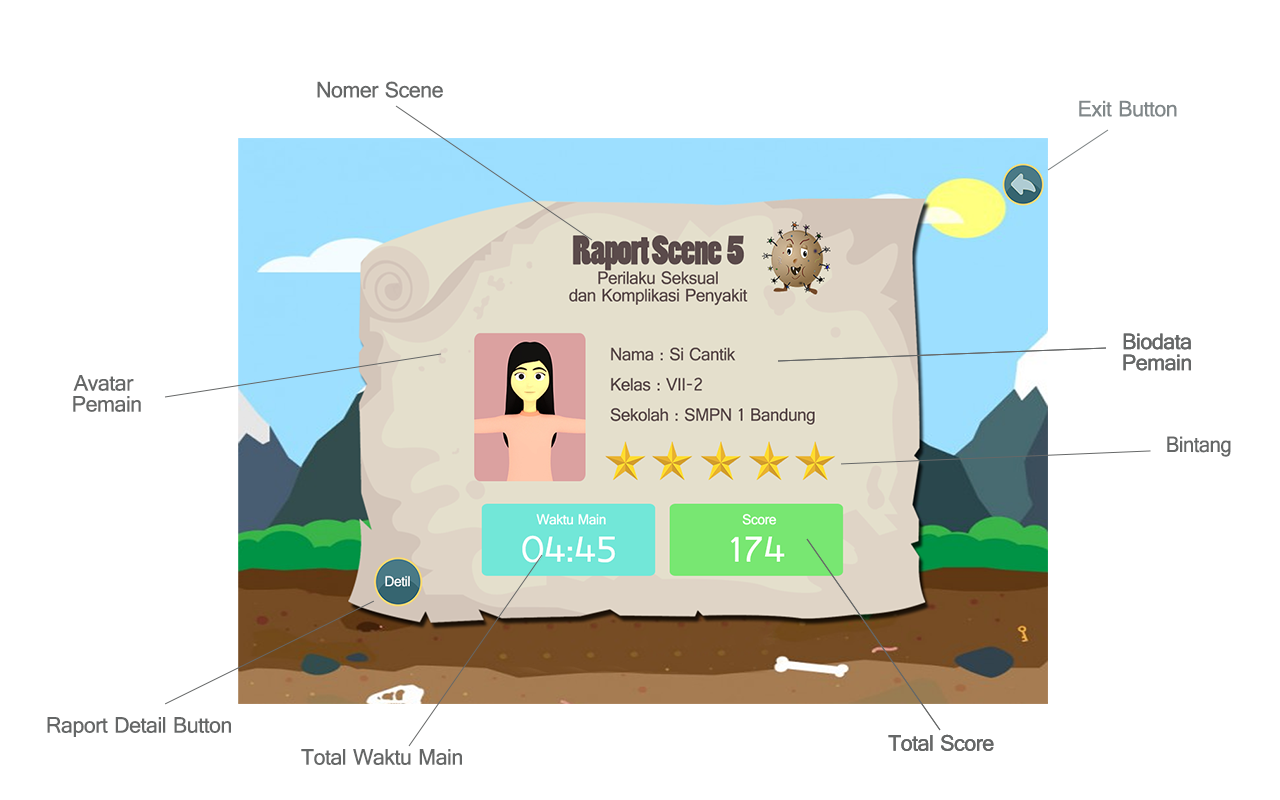 Nomer Scene
Exit Button
Raport Scene 5
Perilaku Seksual
dan Komplikasi Penyakit
Avatar
Pemain
Nama : Si Cantik
Kelas : VII-2
Sekolah : SMPN 1 Bandung
Biodata
Pemain
Bintang
Waktu Main
04:45
Score
174
Detil
Raport Detail Button
Total Waktu Main
Total Score